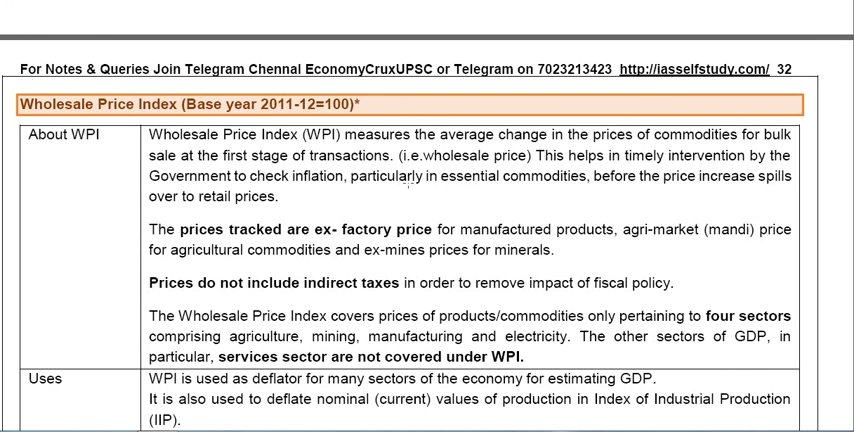 For Notes & Queries Join Telegram Chennal EconomyCruxUPSC or Telegram on 7023213423 http://iasselfstudy.com/ 32
Wholesale Price Index (Base year 2011-12=100)*
About WPI
Wholesale Price Index (WPI) measures the average change in the prices of commodities for bulk
sale at the first stage of transactions. (i.e.wholesale price) This helps in timely intervention by the
Government to check inflation, particularly in essential commodities, before the price increase spills
over to retail prices.
The prices tracked are ex- factory price for manufactured products, agri-market (mandi) price
for agricultural commodities and ex-mines prices for minerals.
Prices do not include indirect taxes in order to remove impact of fiscal policy.
The Wholesale Price Index covers prices of products/commodities only pertaining to four sectors
comprising agriculture, mining, manufacturing and electricity. The other sectors of GDP, in
particular, services sector are not covered under WPI.
Uses
WPI is used as deflator for many sectors of the economy for estimating GDP.
It is also used to deflate nominal (current) values of production in Index of Industrial Production
(IIP).